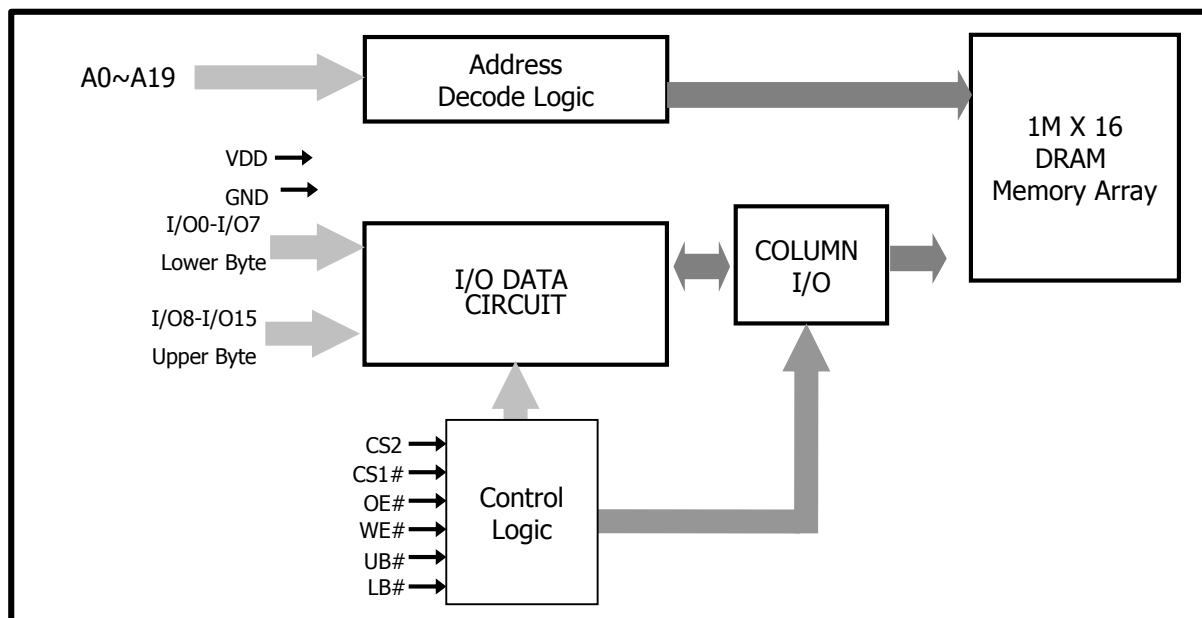 A0~A19
Address
Decode Logic
1M X 16
DRAM
Memory Array
VDD
GND
I/O0-I/O7
Lower Byte
I/O8-I/O15
Upper Byte
I/O DATA
CIRCUIT
COLUMN
I/O
CS2
CS1#
OE#
WE#
UB#
LB#
Control
Logic